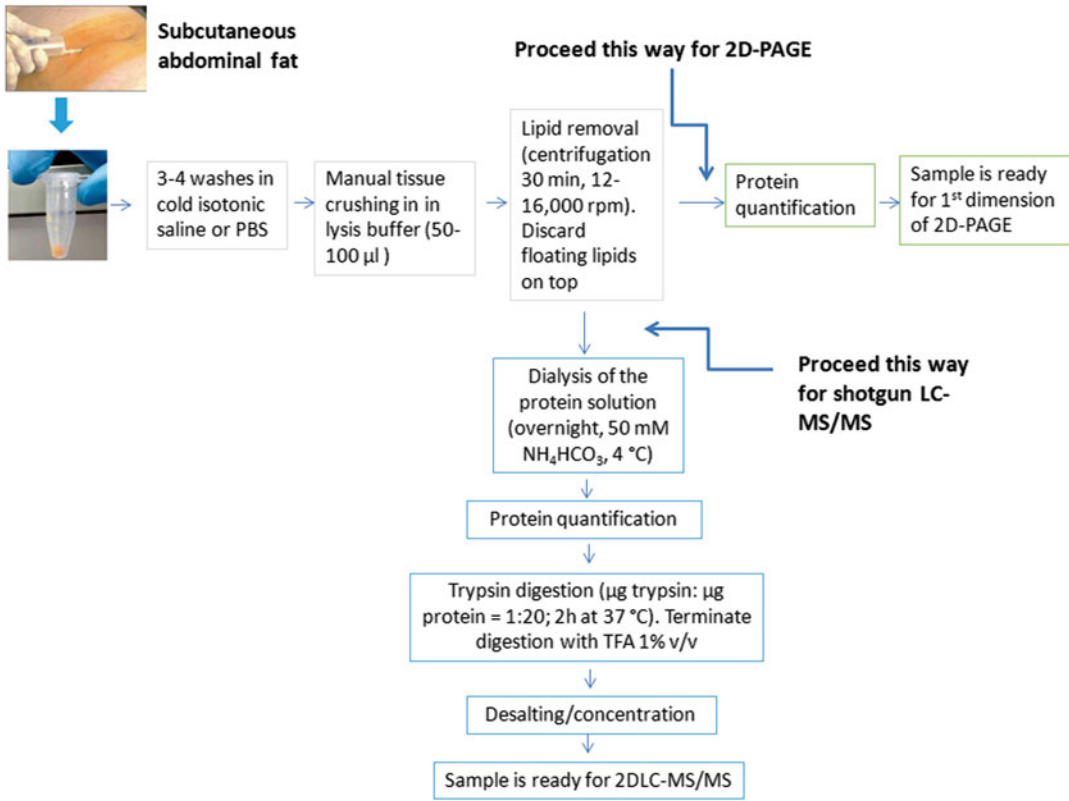 Subcutaneous
abdominal fat
Proceed this way for 2D-PAGE
3-4 washes in
cold isotonic
saline or PBS
Manual tissue
crushing in in
lysis buffer (50-
100 µl )
Lipid removal
(centrifugation
30 min, 12-
16,000 rpm).
Discard
floating lipids
on top
Protein
quantification
Sample is ready
for 1st dimension
of 2D-PAGE
Proceed this way
for shotgun LC-
MS/MS
Dialysis of the
protein solution
(overnight, 50 mM
NH₄HCO₃, 4 °C)
Protein quantification
Trypsin digestion (µg trypsin: µg
protein = 1:20; 2h at 37 °C). Terminate
digestion with TFA 1% v/v
Desalting/concentration
Sample is ready for 2DLC-MS/MS